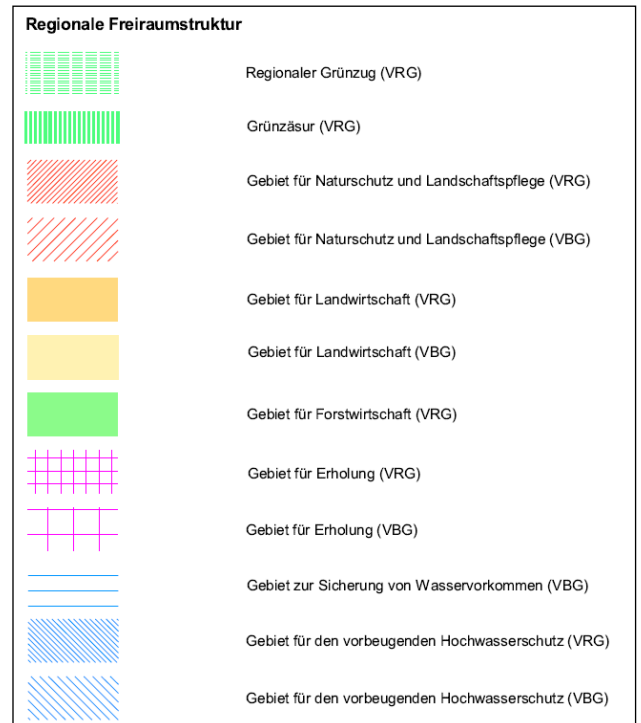 Regionale Freiraumstruktur
Regionaler Grünzug (VRG)
Grünzäsur (VRG)
Gebiet für Naturschutz und Landschaftspflege (VRG)
Gebiet für Naturschutz und Landschaftspflege (VBG)
Gebiet für Landwirtschaft (VRG)
Gebiet für Landwirtschaft (VBG)
Gebiet für Forstwirtschaft (VRG)
Gebiet für Erholung (VRG)
Gebiet für Erholung (VBG)
Gebiet zur Sicherung von Wasservorkommen (VBG)
Gebiet für den vorbeugenden Hochwasserschutz (VRG)
Gebiet für den vorbeugenden Hochwasserschutz (VBG)